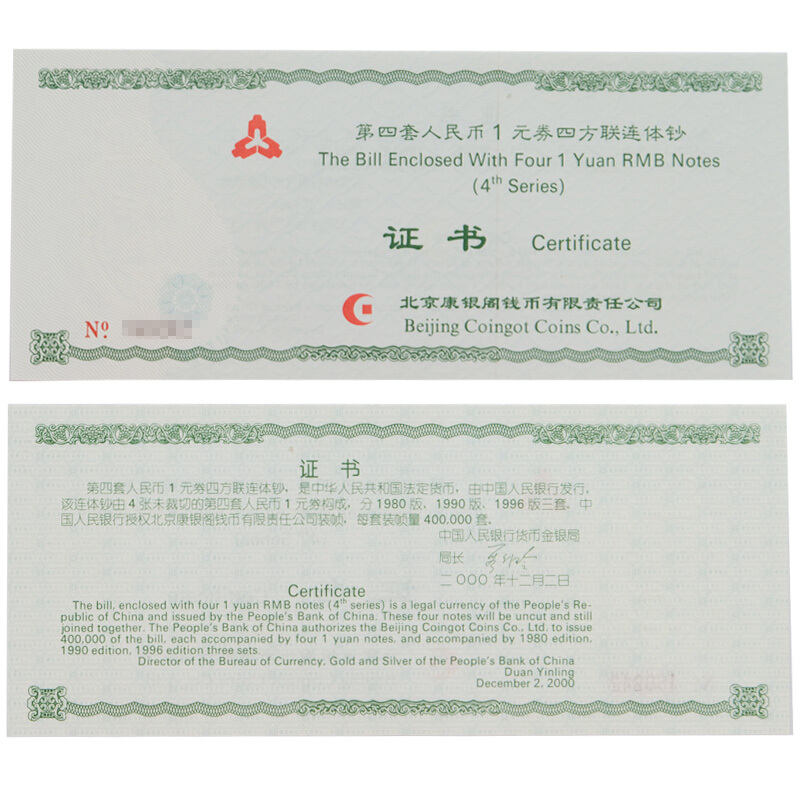 第四套人民币1元券四方联连体钞
The Bill Enclosed With Four 1 Yuan RMB Notes
(4th Series)
证书 Certificate
北京康银阁钱币有限责任公司
Beijing Coingot Coins Co., Ltd.
Nº
证书
第四套人民币1元券四方联连体钞，是中华人民共和国法定货币，由中国人民银行发行，
该连体钞由4张未裁切的第四套人民币1元券构成，分1980版、1990版、1996版三套。中
国人民银行授权北京康银阁钱币有限责任公司装帧，每套装帧量400,000套。
中国人民银行货币金银局
局长
二000年十二月二日
Certificate
The bill, enclosed with four 1 yuan RMB notes (4th series) is a legal currency of the People's Re-
public of China and issued by the People's Bank of China. These four notes will be uncut and still
joined together. The People's Bank of China authorizes the Beijing Coingot Coins Co., Ltd. to issue
400,000 of the bill, each accompanied by four 1 yuan notes, and accompanied by 1980 edition,
1990 edition, 1996 edition three sets.
Director of the Bureau of Currency, Gold and Silver of the People's Bank of China
Duan Yinling
December 2, 2000